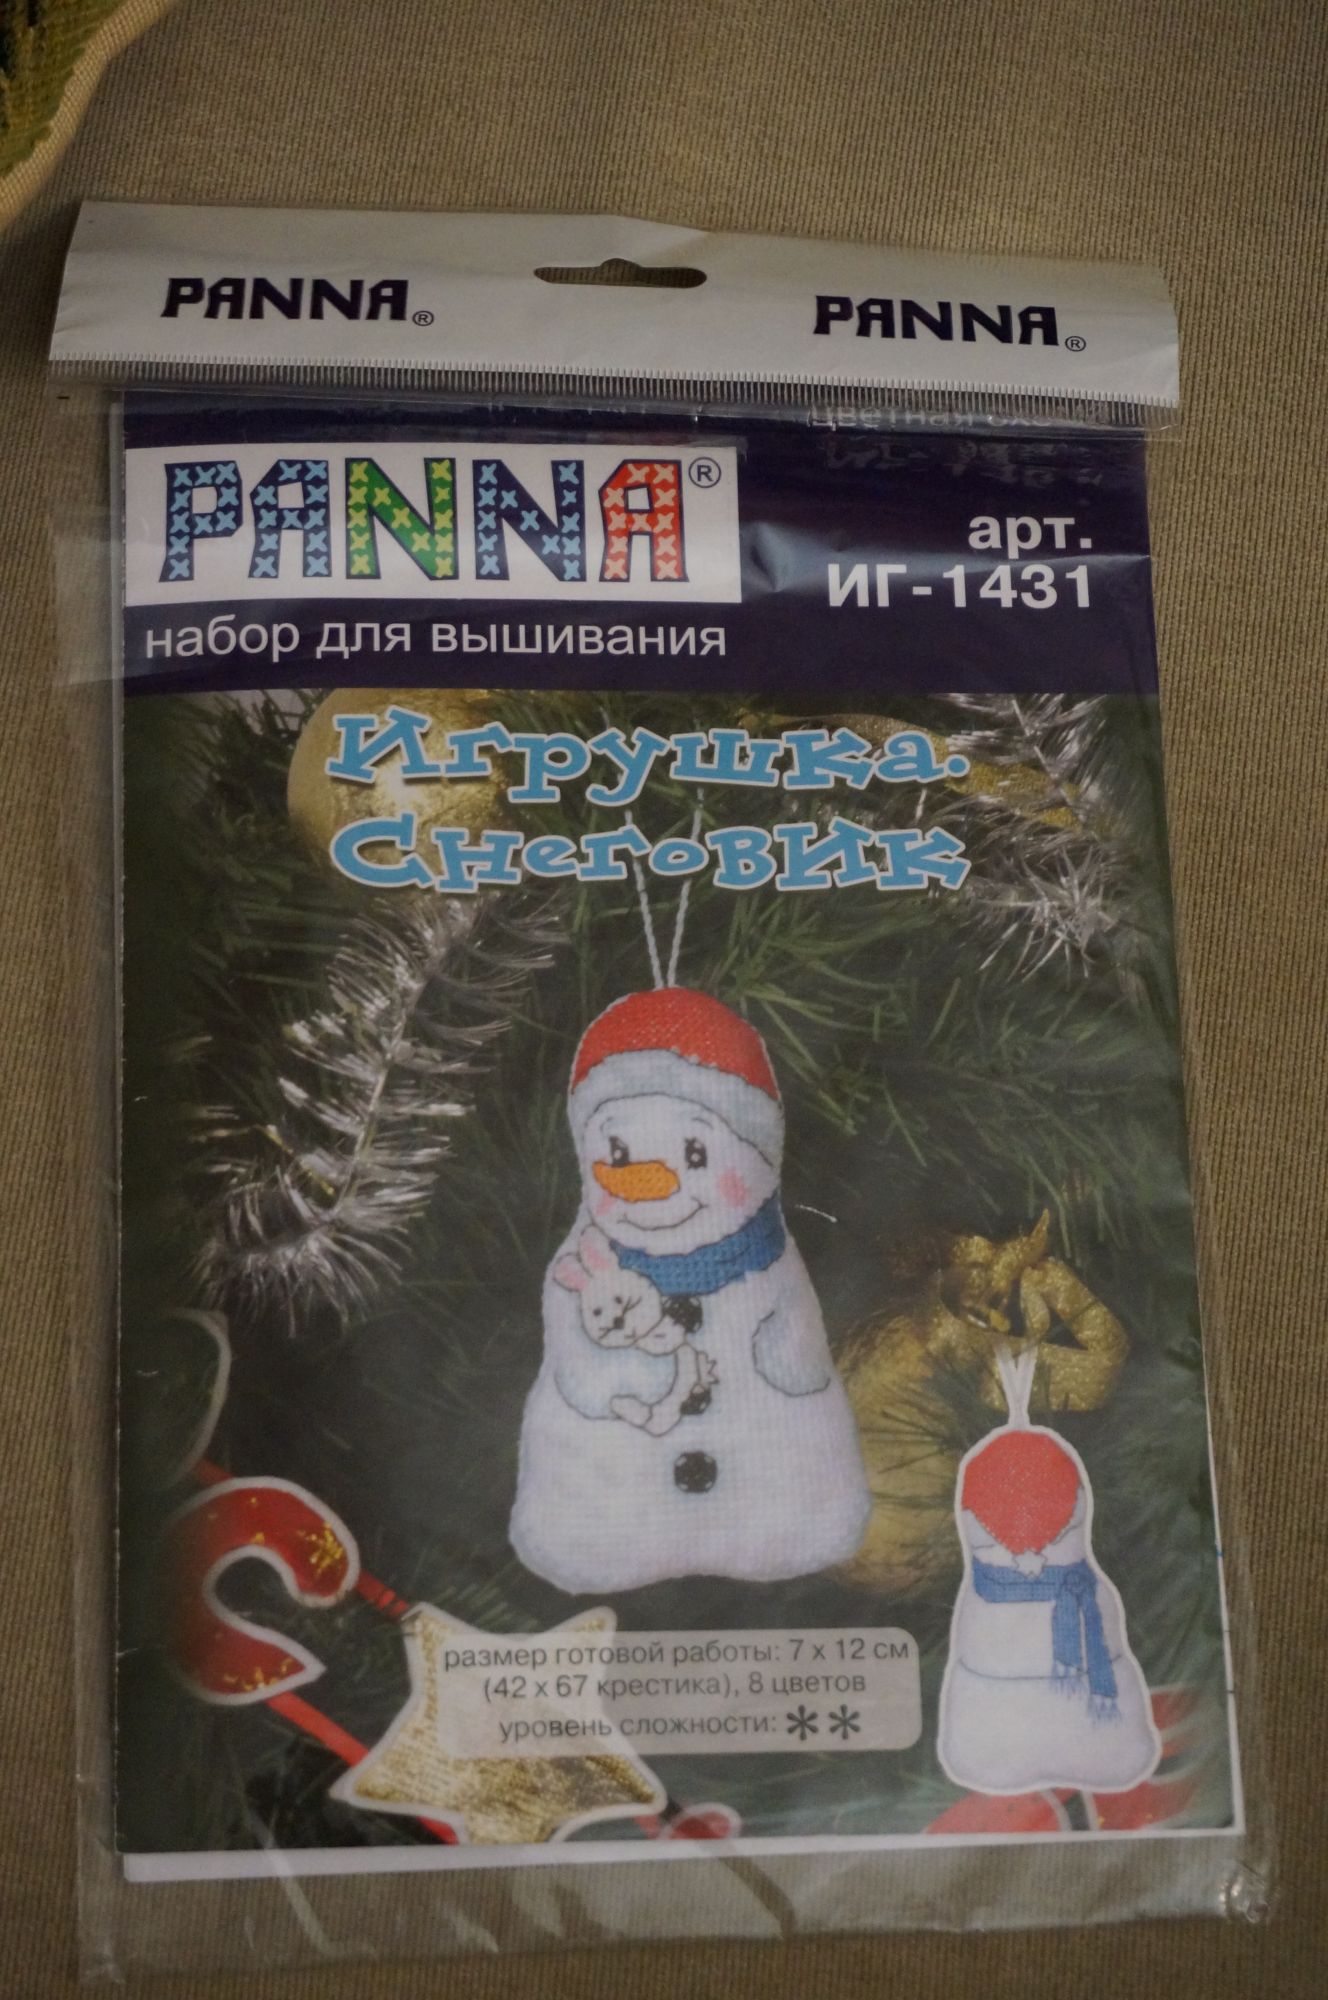 PANNA®
PANNA®
цветная
PANNA®
арт.
ИГ-1431
набор для вышивания
Игрушка.
Снеговик
размер готовой работы: 7 x 12 см
(42 x 67 крестика), 8 цветов
уровень сложности: **